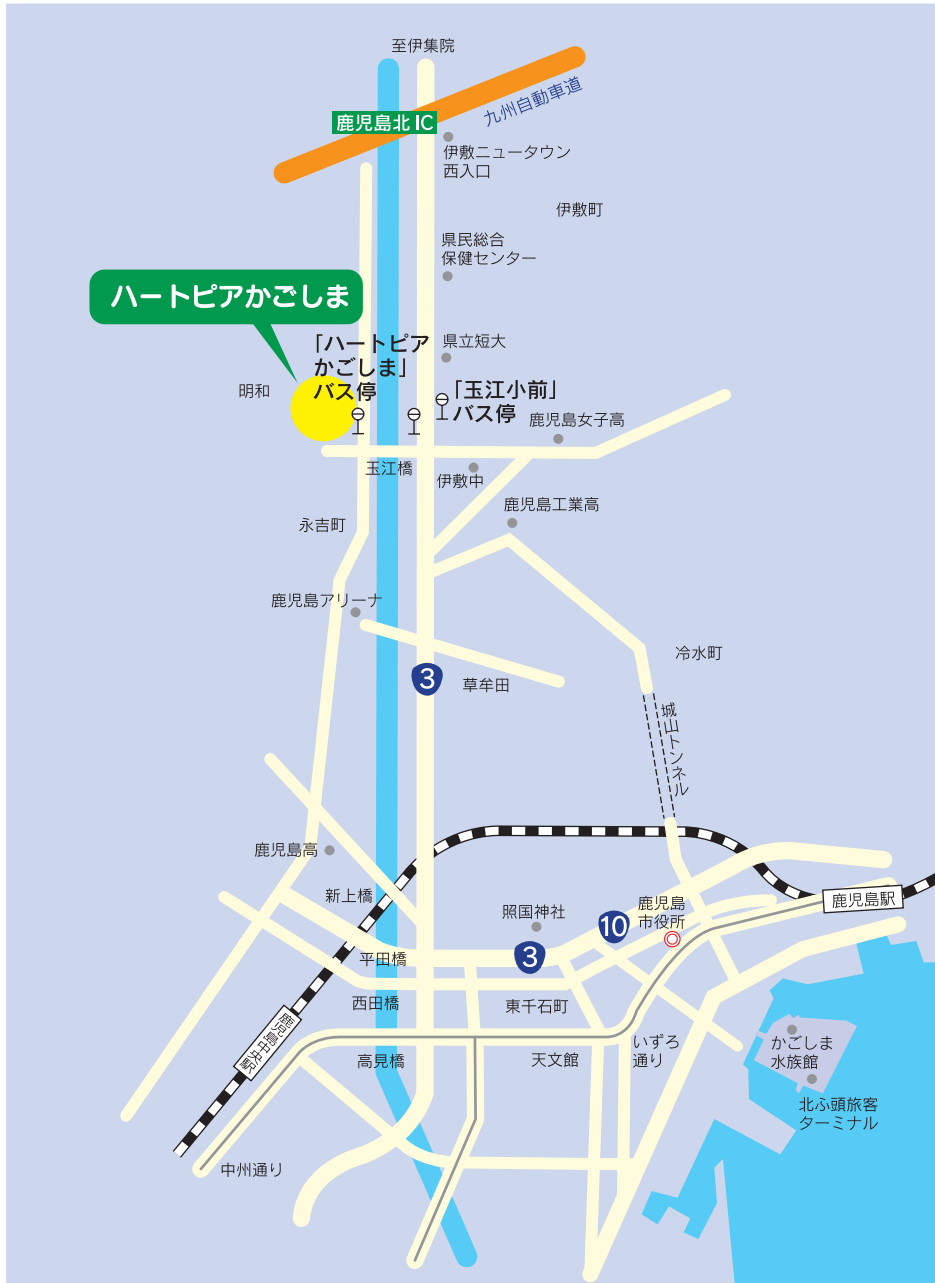 至伊集院
九州自動車道
鹿児島北IC
伊敷ニュータウン
西入口
伊敷町
県民総合
保健センター
ハートピアかごしま
「ハートピア
かごしま」
バス停
県立短大
明和
「玉江小前」
バス停
鹿児島女子高
玉江橋
伊敷中
鹿児島工業高
永吉町
鹿児島アリーナ
冷水町
3
草牟田
城山トンネル
鹿児島高
新上橋
照国神社
鹿児島
市役所
鹿児島駅
10
3
平田橋
西田橋
東千石町
鹿児島中央駅
高見橋
天文館
いずろ
通り
かごしま
水族館
北ふ頭旅客
ターミナル
中州通り